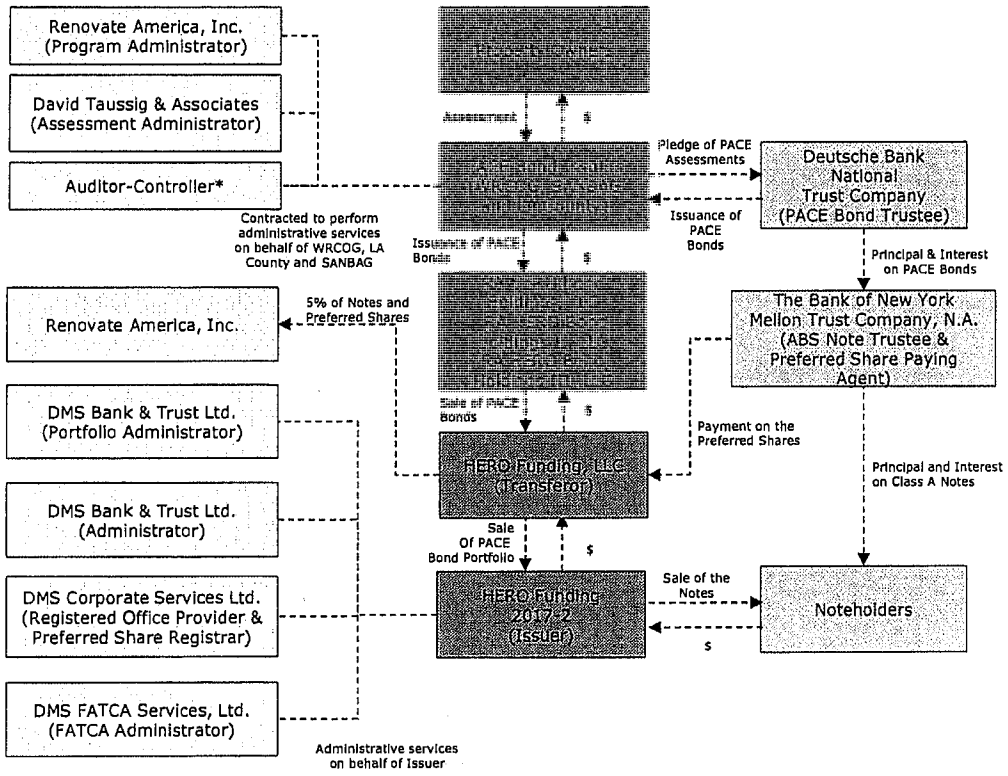 Renovate America, Inc.
(Program Administrator)
David Taussig & Associates
(Assessment Administrator)
Auditor-Controller*
Contracted to perform
administrative services
on behalf of WRCOG, LA
County and SANBAG
Property Owners
Assessment
$
Pledge of PACE
Assessments
Issuance of
PACE
Bonds
Deutsche Bank
National
Trust Company
(PACE Bond Trustee)
Issuance of PACE
Bonds
$
Principal & Interest
on PACE Bonds
The Bank of New York
Mellon Trust Company, N.A.
(ABS Note Trustee &
Preferred Share Paying
Agent)
Renovate America, Inc.
5% of Notes and
Preferred Shares
Sale of PACE
Bonds
$
Payment on the
Preferred Shares
Principal and Interest
on Class A Notes
DMS Bank & Trust Ltd.
(Portfolio Administrator)
HERO Funding, LLC
(Transferor)
DMS Bank & Trust Ltd.
(Administrator)
Sale
Of PACE
Bond Portfolio
$
DMS Corporate Services Ltd.
(Registered Office Provider &
Preferred Share Registrar)
HERO Funding
2017-2
(Issuer)
Sale of the
Notes
$
Noteholders
DMS FATCA Services, Ltd.
(FATCA Administrator)
Administrative services
on behalf of Issuer